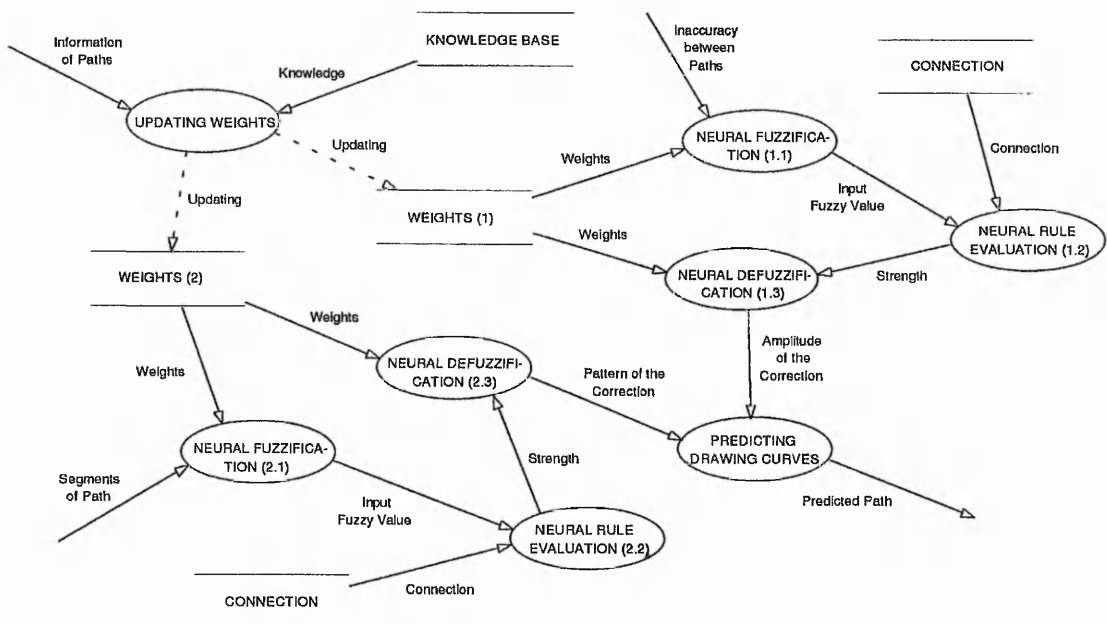 Information
of Paths
KNOWLEDGE BASE
Inaccuracy
between
Paths
CONNECTION
Knowledge
UPDATING WEIGHTS
Updating
NEURAL FUZZIFICA-
TION (1.1)
Connection
Weights
Input
Fuzzy Value
Updating
WEIGHTS (1)
NEURAL RULE
EVALUATION (1.2)
Weights
WEIGHTS (2)
NEURAL DEFUZZIFI-
CATION (1.3)
Strength
Weights
Amplitude
of the
Correction
NEURAL DEFUZZIFI-
CATION (2.3)
Pattern of the
Correction
Weights
NEURAL FUZZIFICA-
TION (2.1)
PREDICTING
DRAWING CURVES
Segments
of Path
Strength
Input
Fuzzy Value
Predicted Path
NEURAL RULE
EVALUATION (2.2)
Connection
CONNECTION